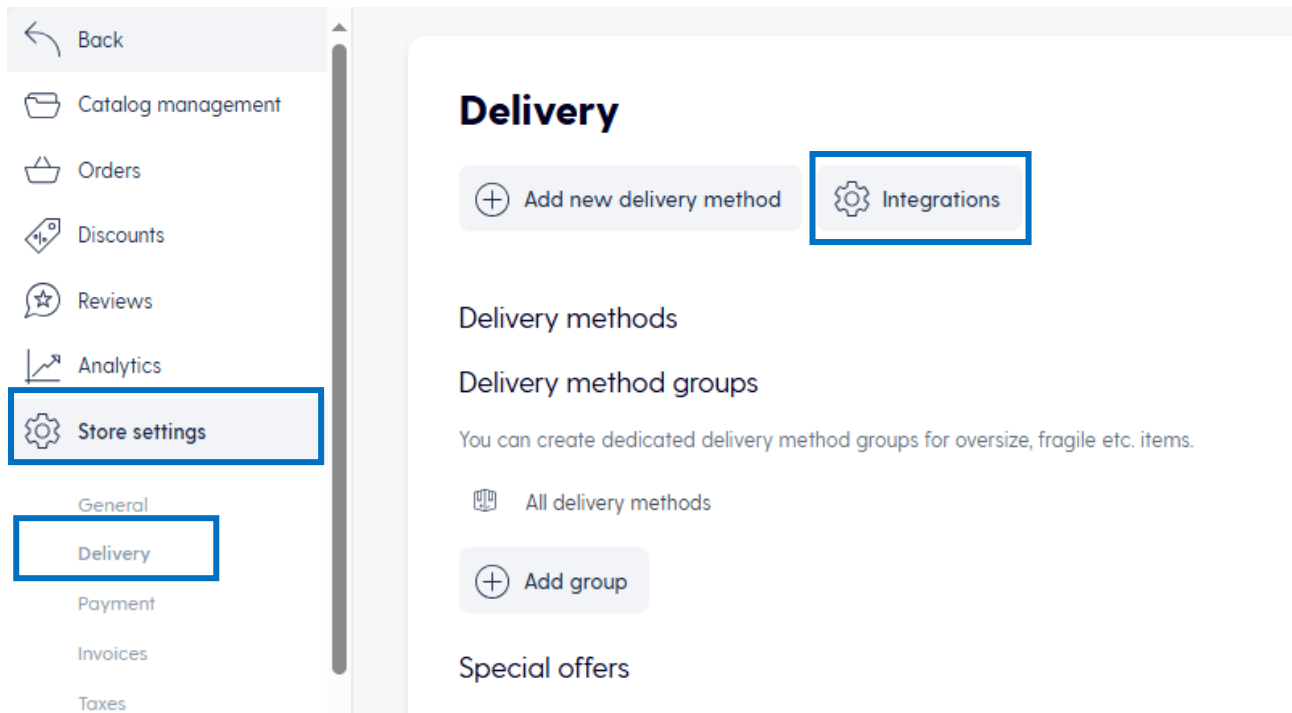 Back
Catalog management
Orders
Discounts
Reviews
Analytics
Store settings
General
Delivery
Payment
Invoices
Taxes
Delivery
Add new delivery method
Integrations
Delivery methods
Delivery method groups
You can create dedicated delivery method groups for oversize, fragile etc. items.
All delivery methods
Add group
Special offers